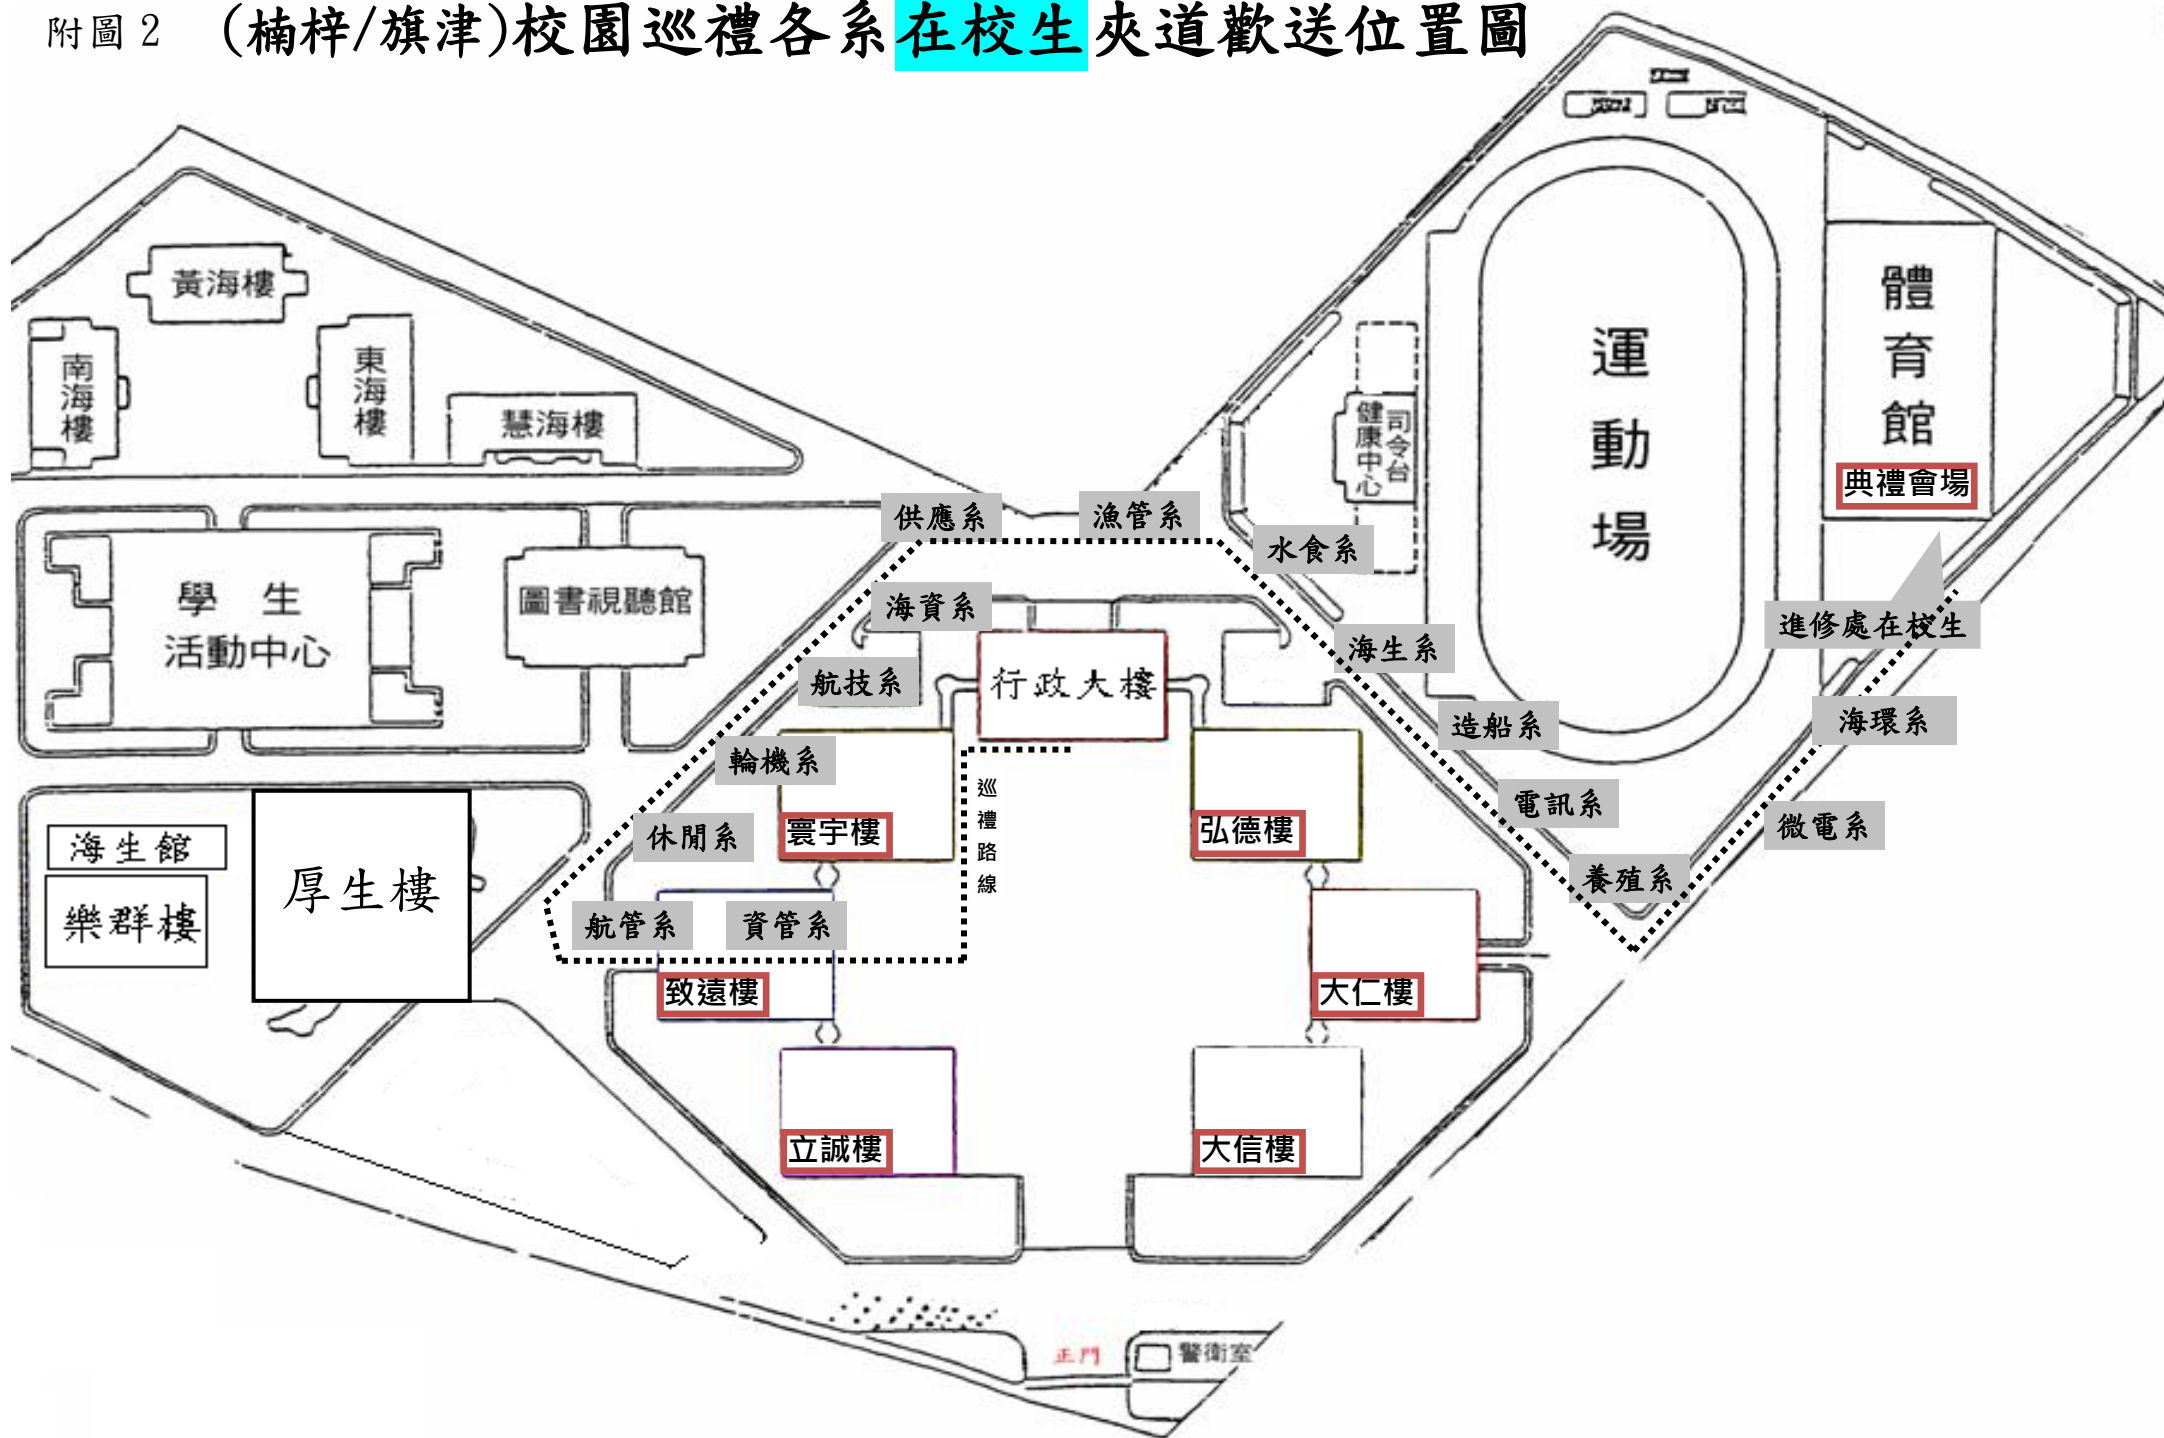 附圖 2 (楠梓/旗津)校園巡禮各系在校生夾道歡送位置圖
黃海樓
南海樓
東海樓
慧海樓
健康中心
司令台
運動場
體育館
典禮會場
供應系
漁管系
水食系
學 生
活動中心
圖書視聽館
海資系
進修處在校生
海生系
航技系
行政大樓
造船系
海環系
輪機系
巡禮路線
電訊系
微電系
休閒系
寰宇樓
弘德樓
海生館
厚生樓
樂群樓
養殖系
航管系
資管系
致遠樓
大仁樓
立誠樓
大信樓
正門
警衛室